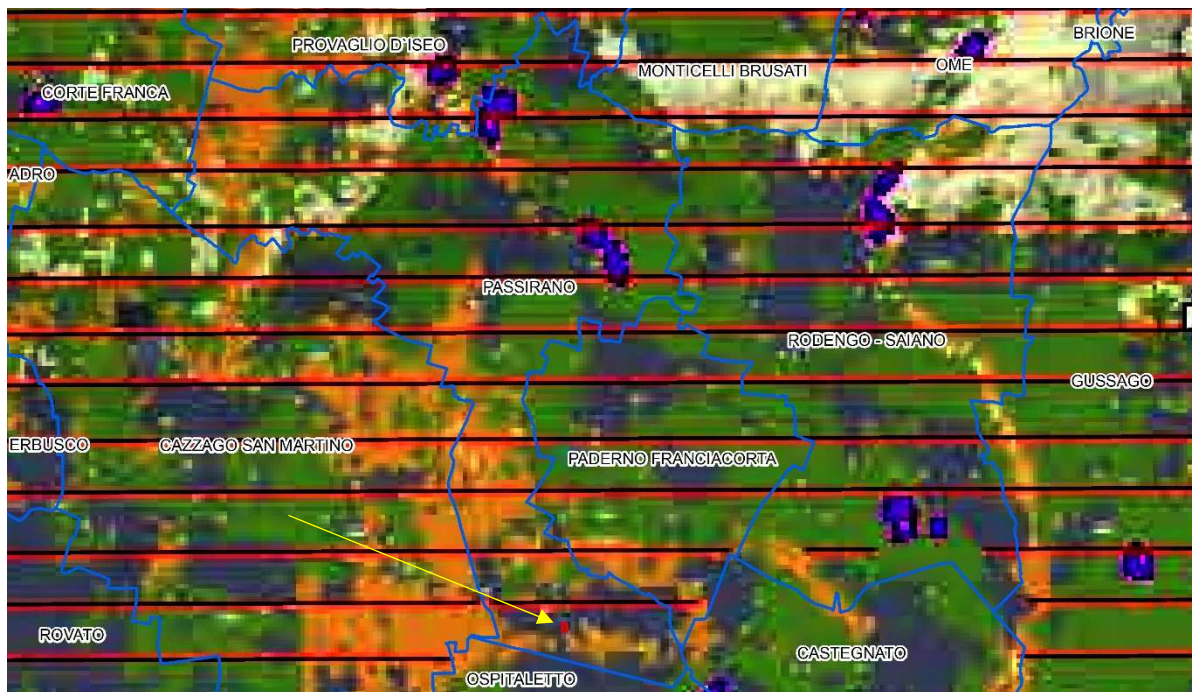 BRIONE
PROVAGLIO D'ISEO
OME
MONTICELLI BRUSATI
CORTE FRANCA
ADRO
PASSIRANO
RODENGO - SAIANO
GUSSAGO
ERBUSCO
CAZZAGO SAN MARTINO
PADERNO FRANCIACORTA
ROVATO
CASTEGNATO
OSPITALETTO